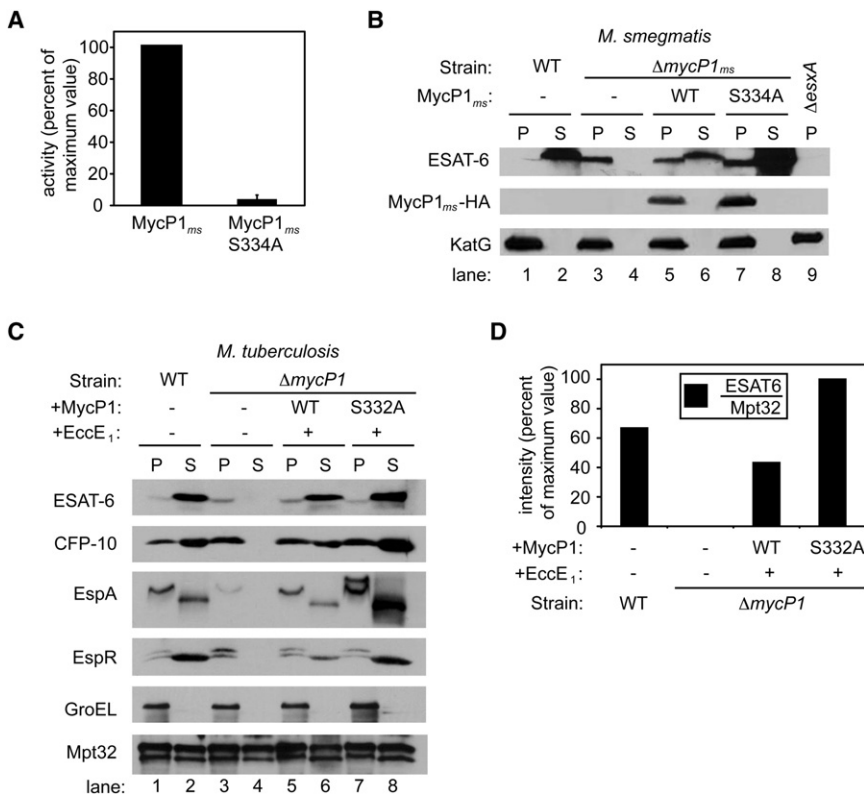 A
activity (percent of
maximum value)
100
80
60
40
20
0
MycP1ms
MycP1ms
S334A
B
M. smegmatis
Strain: WT ΔmycP1ms ΔesxA
MycP1ms: - - WT S334A
P S P S P S P S P
ESAT-6
MycP1ms-HA
KatG
lane: 1 2 3 4 5 6 7 8 9
C
M. tuberculosis
Strain: WT ΔmycP1
+MycP1: - - WT S332A
+EccE1: - - + +
P S P S P S P S
ESAT-6
CFP-10
EspA
EspR
GroEL
Mpt32
lane: 1 2 3 4 5 6 7 8
D
intensity (percent
of maximum value)
100
80
60
40
20
0
ESAT6
Mpt32
+MycP1: - - WT S332A
+EccE1: - - + +
Strain: WT ΔmycP1